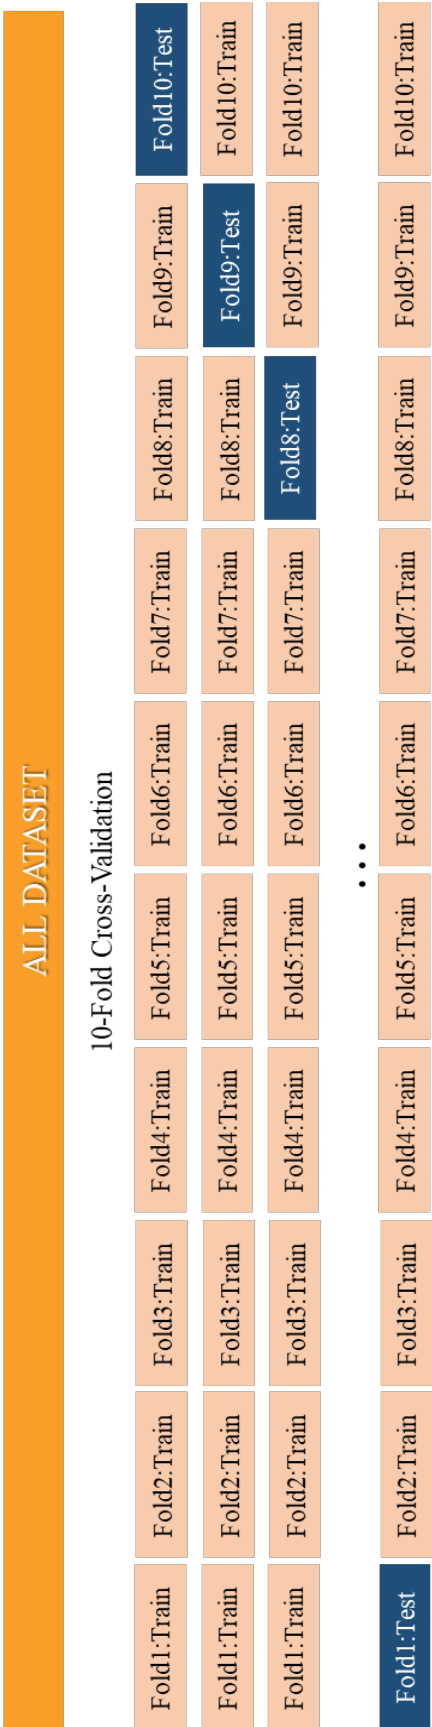 ALL DATASET
10-Fold Cross-Validation
Fold1:Train Fold2:Train Fold3:Train Fold4:Train Fold5:Train Fold6:Train Fold7:Train Fold8:Train Fold9:Train Fold10:Test
Fold1:Train Fold2:Train Fold3:Train Fold4:Train Fold5:Train Fold6:Train Fold7:Train Fold8:Train Fold9:Test Fold10:Train
Fold1:Train Fold2:Train Fold3:Train Fold4:Train Fold5:Train Fold6:Train Fold7:Train Fold8:Test Fold9:Train Fold10:Train
...
Fold1:Test Fold2:Train Fold3:Train Fold4:Train Fold5:Train Fold6:Train Fold7:Train Fold8:Train Fold9:Train Fold10:Train